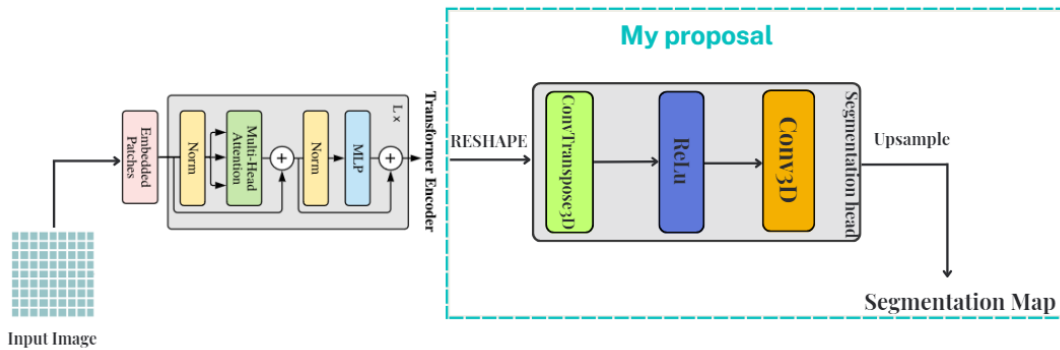 My proposal
Input Image
Embedded
Patches
Norm
Multi-Head
Attention
+
Norm
MLP
+
L x
Transformer Encoder
RESHAPE
ConvTranspose3D
ReLu
Conv3D
Segmentation head
Upsample
Segmentation Map